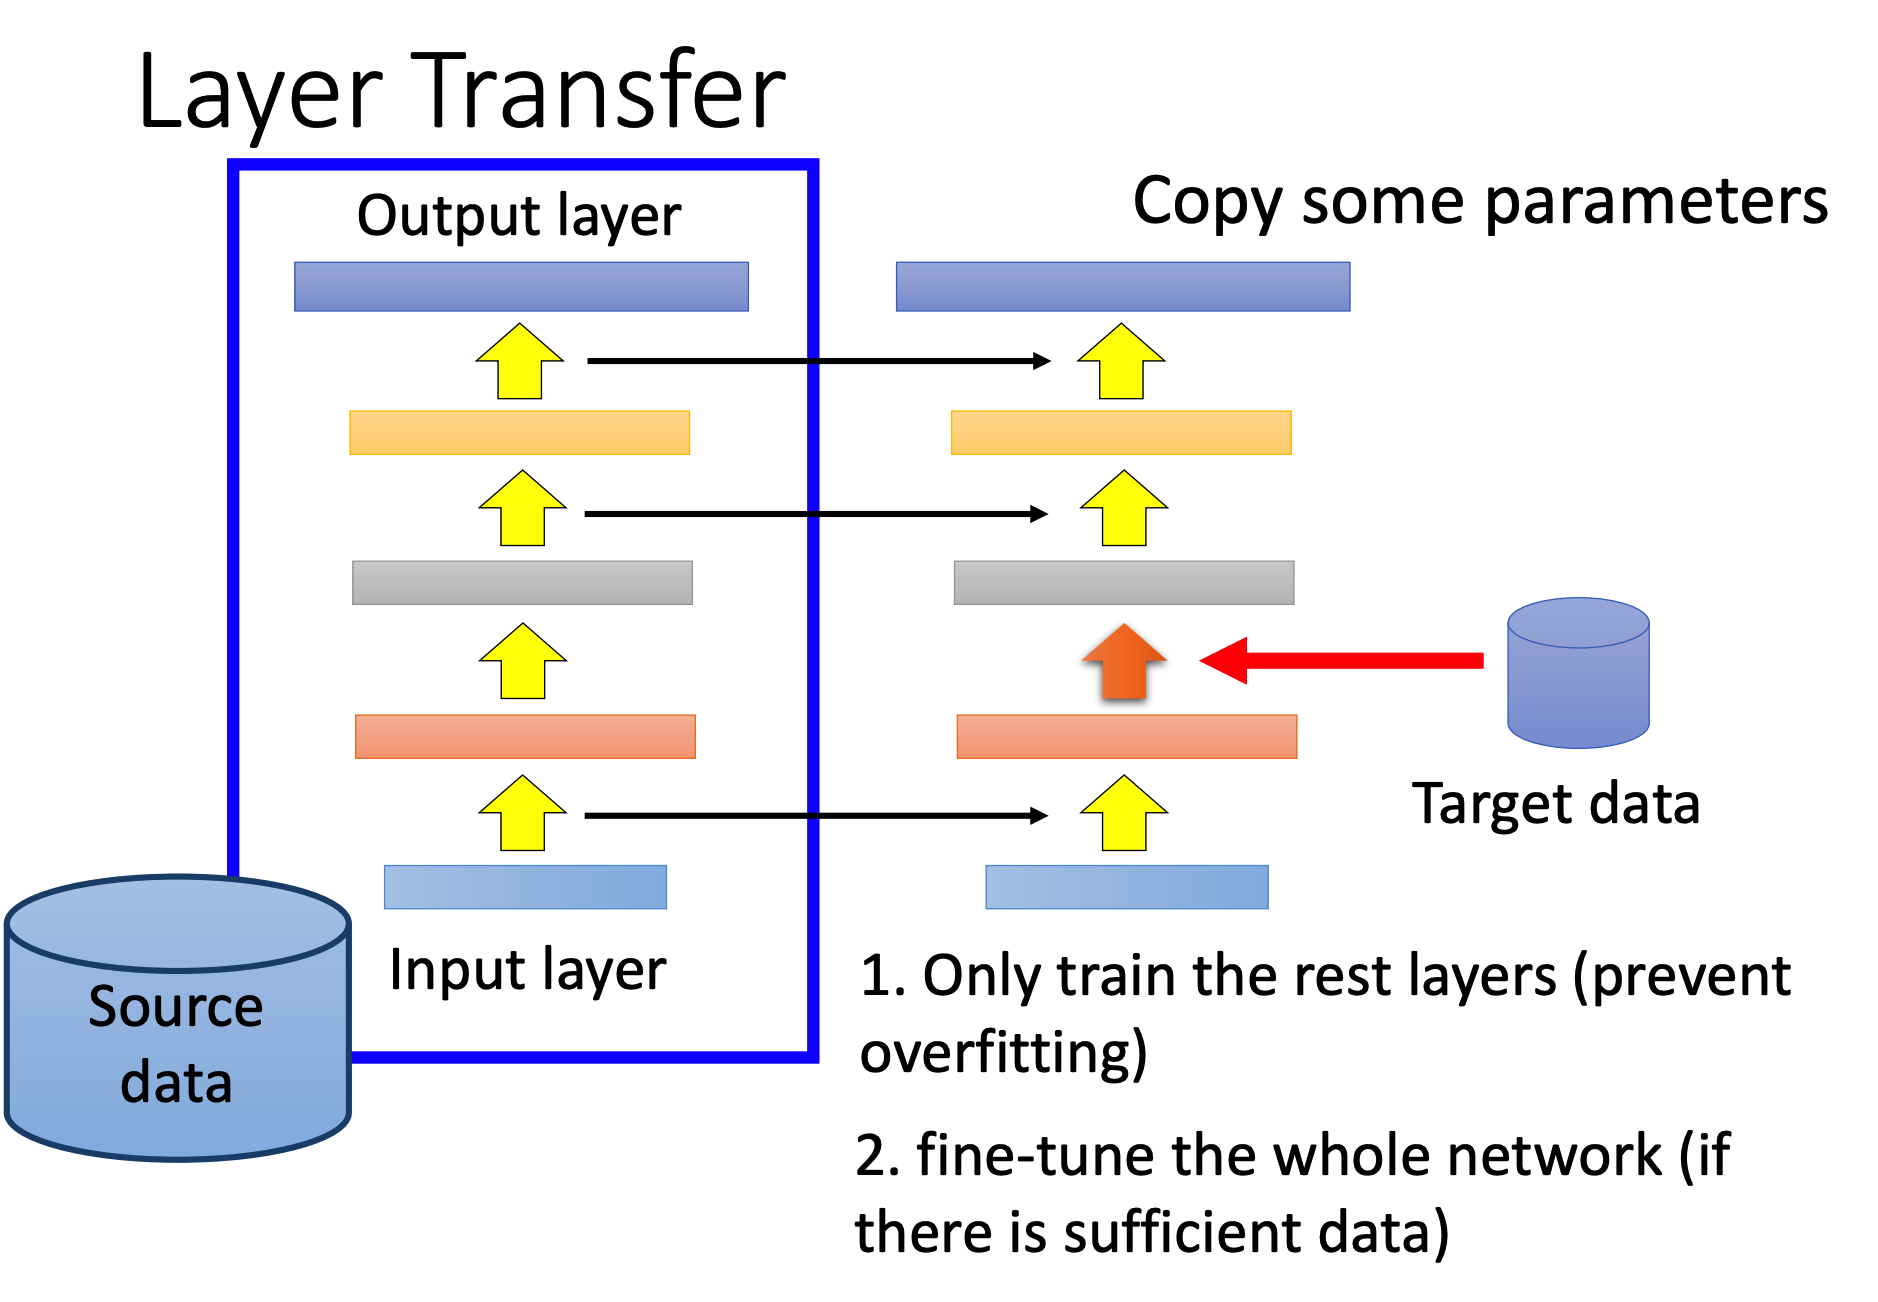 Layer Transfer
Output layer
Copy some parameters
Target data
Input layer
Source
data
1. Only train the rest layers (prevent
overfitting)
2. fine-tune the whole network (if
there is sufficient data)